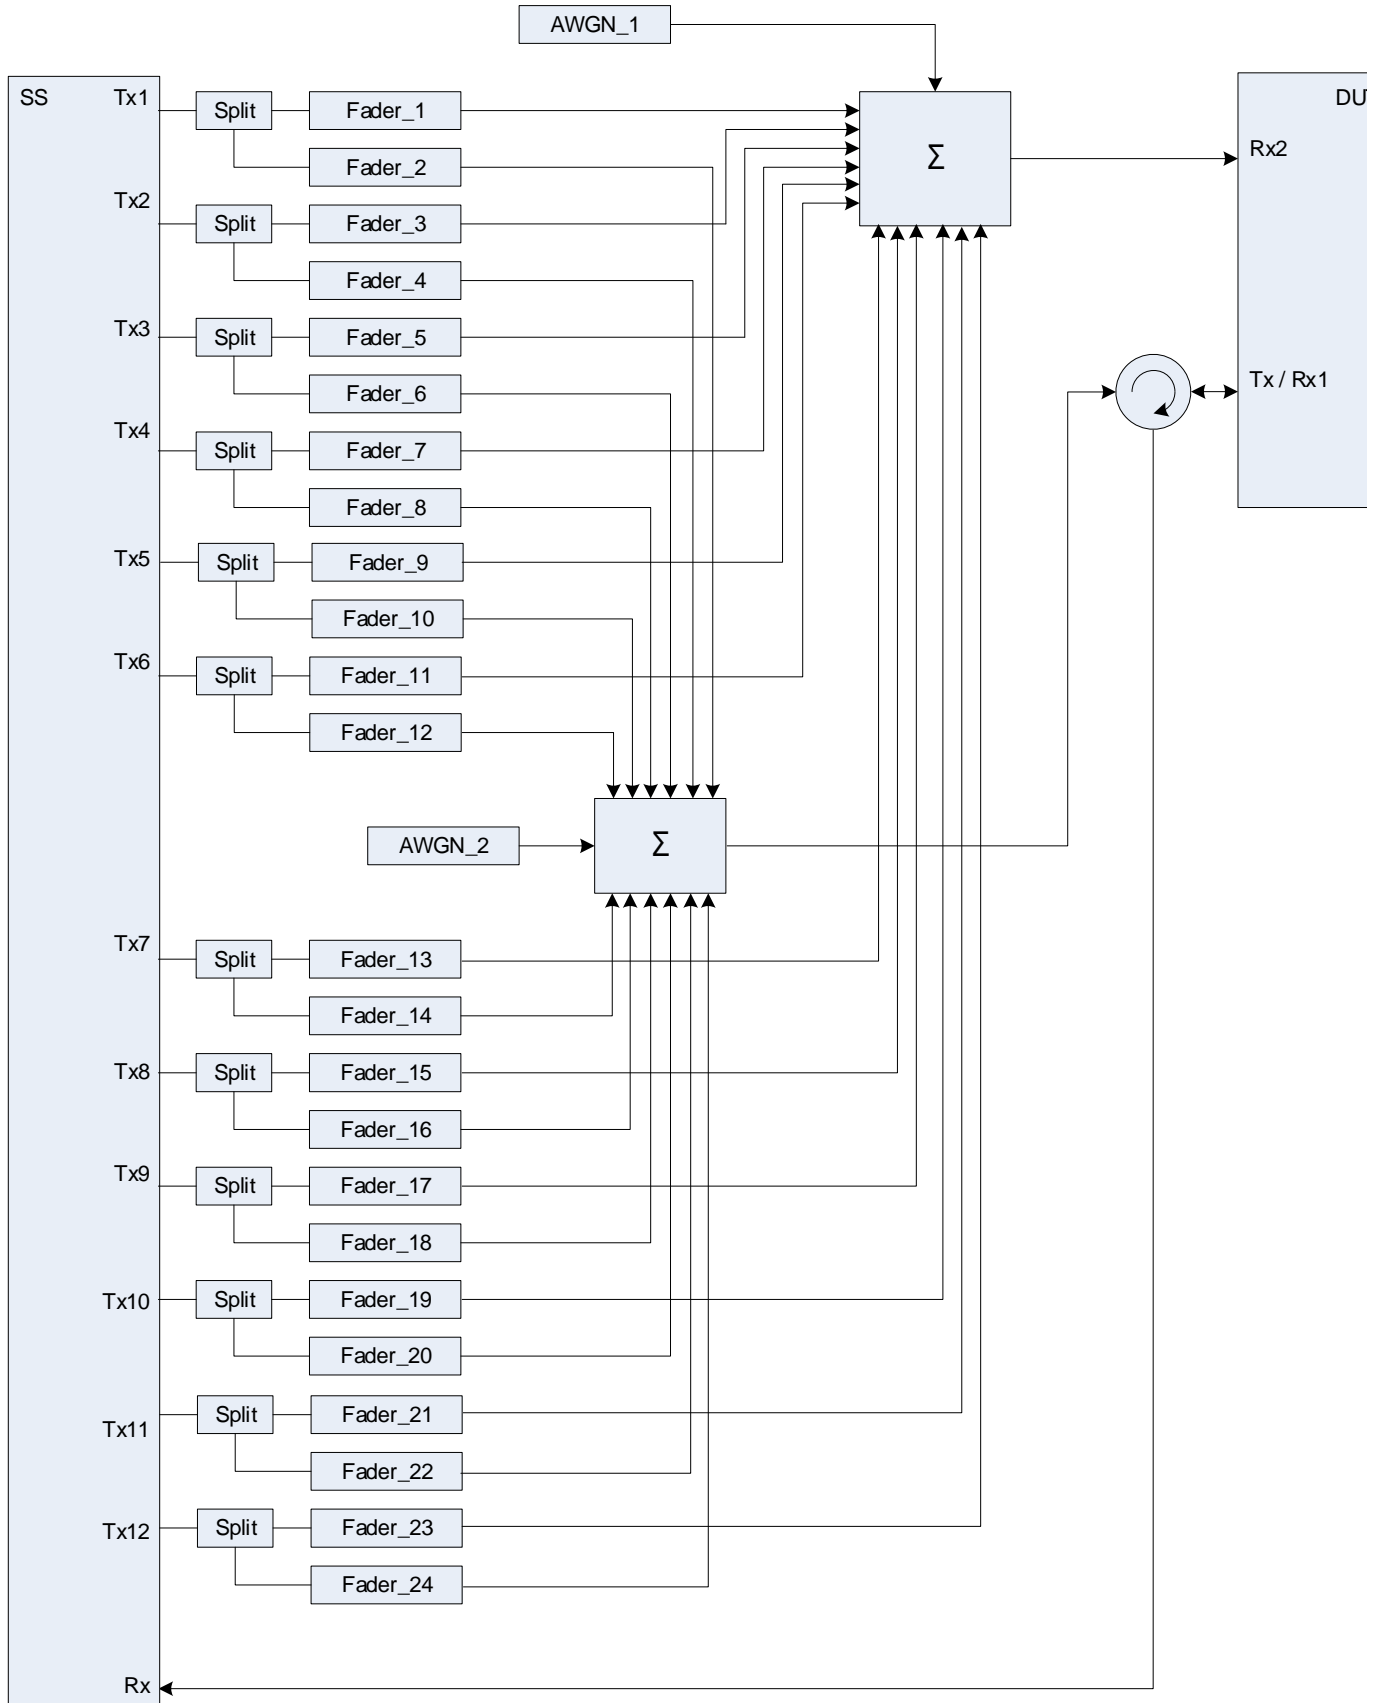 AWGN_1
SS
DU
Tx1
Split
Fader_1
Σ
Rx2
Fader_2
Tx2
Split
Fader_3
Fader_4
Tx3
Split
Fader_5
Tx / Rx1
Fader_6
Tx4
Split
Fader_7
Fader_8
Tx5
Split
Fader_9
Fader_10
Tx6
Split
Fader_11
Fader_12
AWGN_2
Σ
Tx7
Split
Fader_13
Fader_14
Tx8
Split
Fader_15
Fader_16
Tx9
Split
Fader_17
Fader_18
Tx10
Split
Fader_19
Fader_20
Tx11
Split
Fader_21
Fader_22
Tx12
Split
Fader_23
Fader_24
Rx